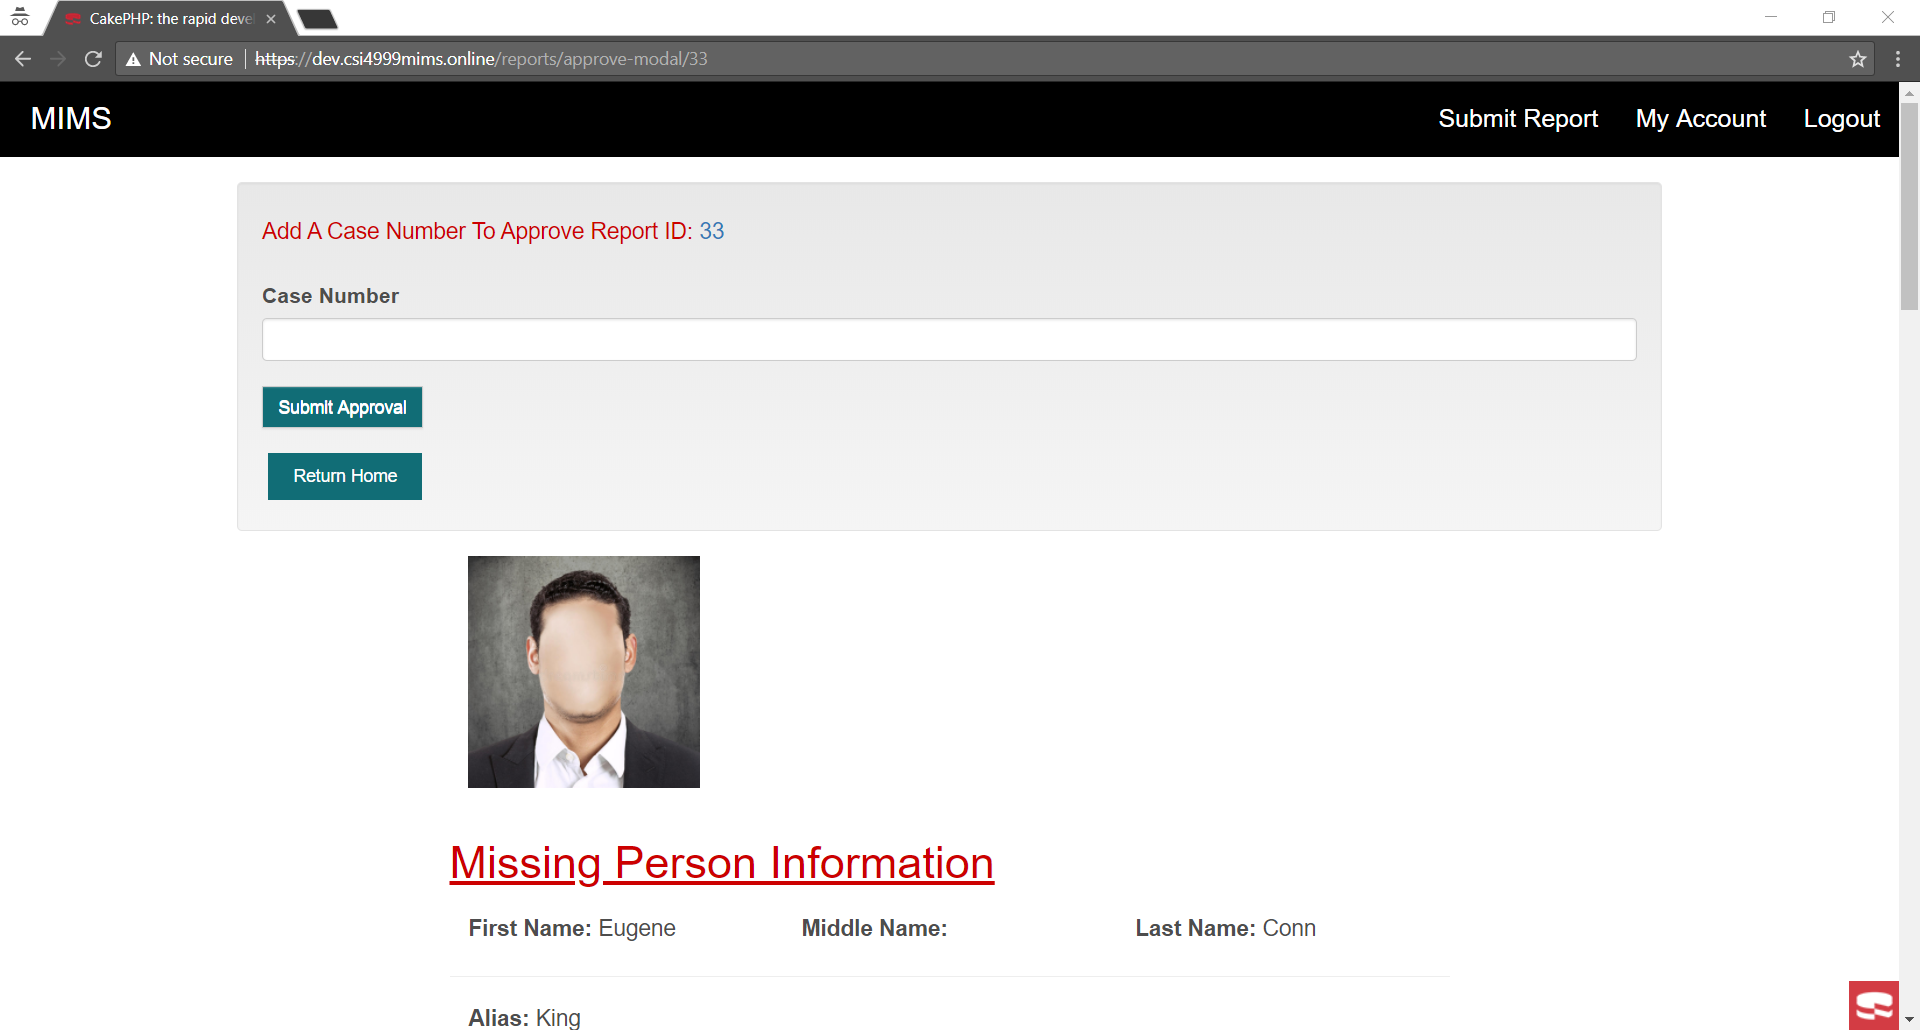 CakePHP: the rapid deve
Not secure https://dev.csi4999mims.online/reports/approve-modal/33
MIMS Submit Report My Account Logout
Add A Case Number To Approve Report ID: 33
Case Number
Submit Approval
Return Home
Missing Person Information
First Name: Eugene Middle Name: Last Name: Conn
Alias: King